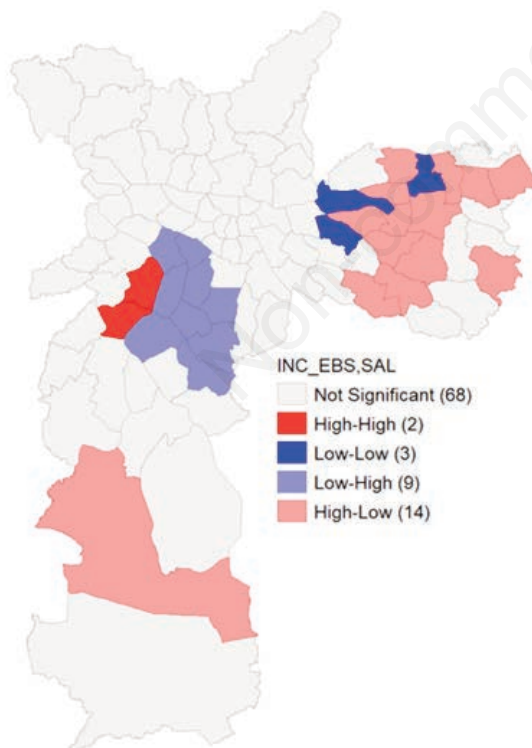 INC_EBS,SAL
Not Significant (68)
High-High (2)
Low-Low (3)
Low-High (9)
High-Low (14)